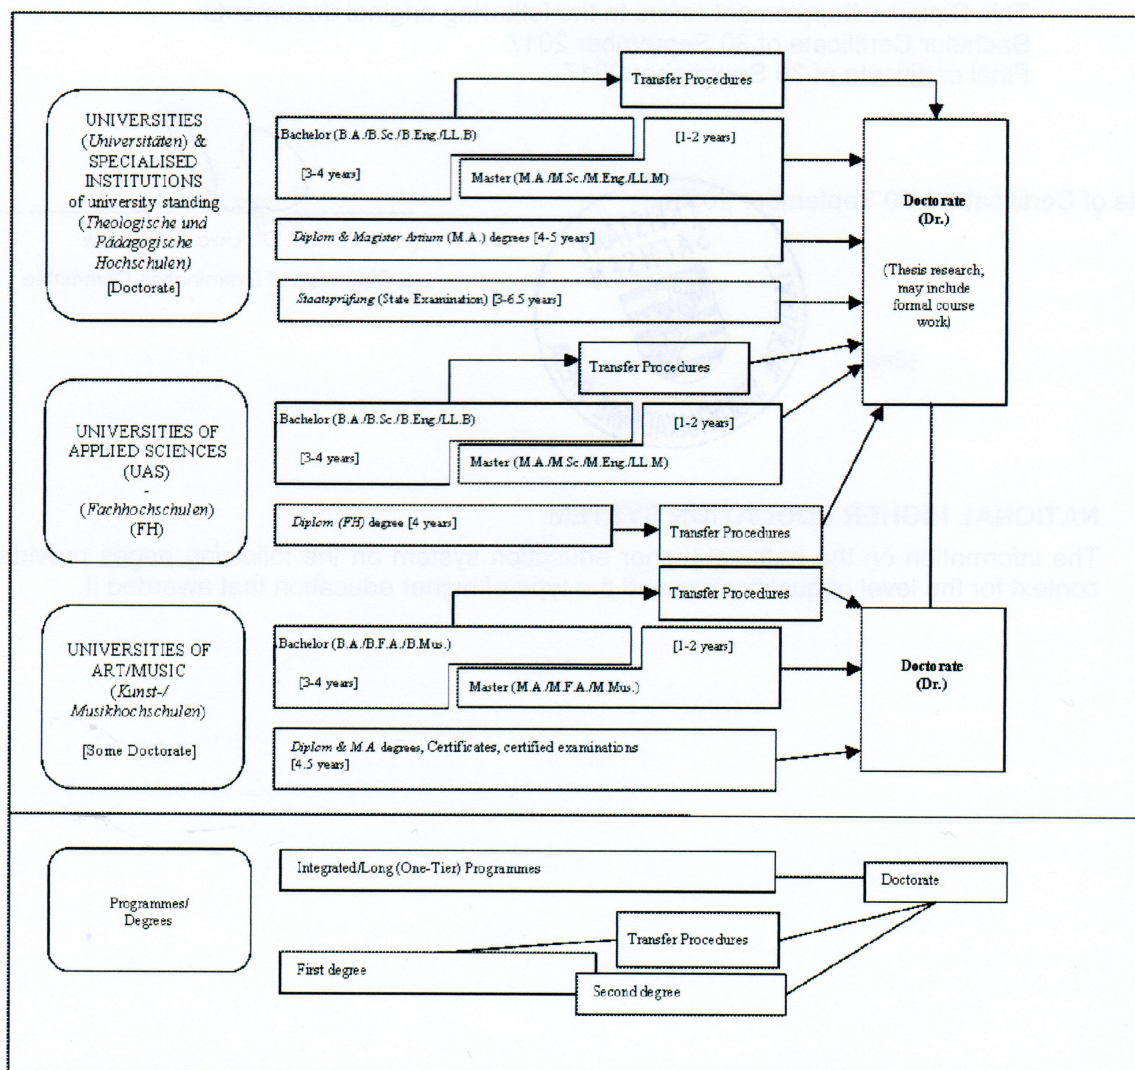 Transfer Procedures
UNIVERSITIES
(Universitäten) &
SPECIALISED
INSTITUTIONS
of university standing
(Theologische und
Pädagogische
Hochschulen)
[Doctorate]
Bachelor (B.A./B.Sc./B.Eng./LL.B)
[3-4 years]
[1-2 years]
Master (M.A./M.Sc./M.Eng./LL.M)
Diplom & Magister Artium (M.A.) degrees [4-5 years]
Staatsprüfung (State Examination) [3-6.5 years]
Doctorate
(Dr.)
(Thesis research;
may include
formal course
work)
Transfer Procedures
UNIVERSITIES OF
APPLIED SCIENCES
(UAS)
-
(Fachhochschulen)
(FH)
Bachelor (B.A./B.Sc./B.Eng./LL.B)
[3-4 years]
[1-2 years]
Master (M.A./M.Sc./M.Eng./LL.M)
Diplom (FH) degree [4 years]
Transfer Procedures
Transfer Procedures
UNIVERSITIES OF
ART/MUSIC
(Kunst-/
Musikhochschulen)
[Some Doctorate]
Bachelor (B.A./B.F.A./B.Mus.)
[3-4 years]
[1-2 years]
Master (M.A./M.F.A./M.Mus.)
Diplom & M.A. degrees, Certificates, certified examinations
[4.5 years]
Doctorate
(Dr.)
Programmes/
Degrees
Integrated/Long (One-Tier) Programmes
Doctorate
Transfer Procedures
First degree
Second degree